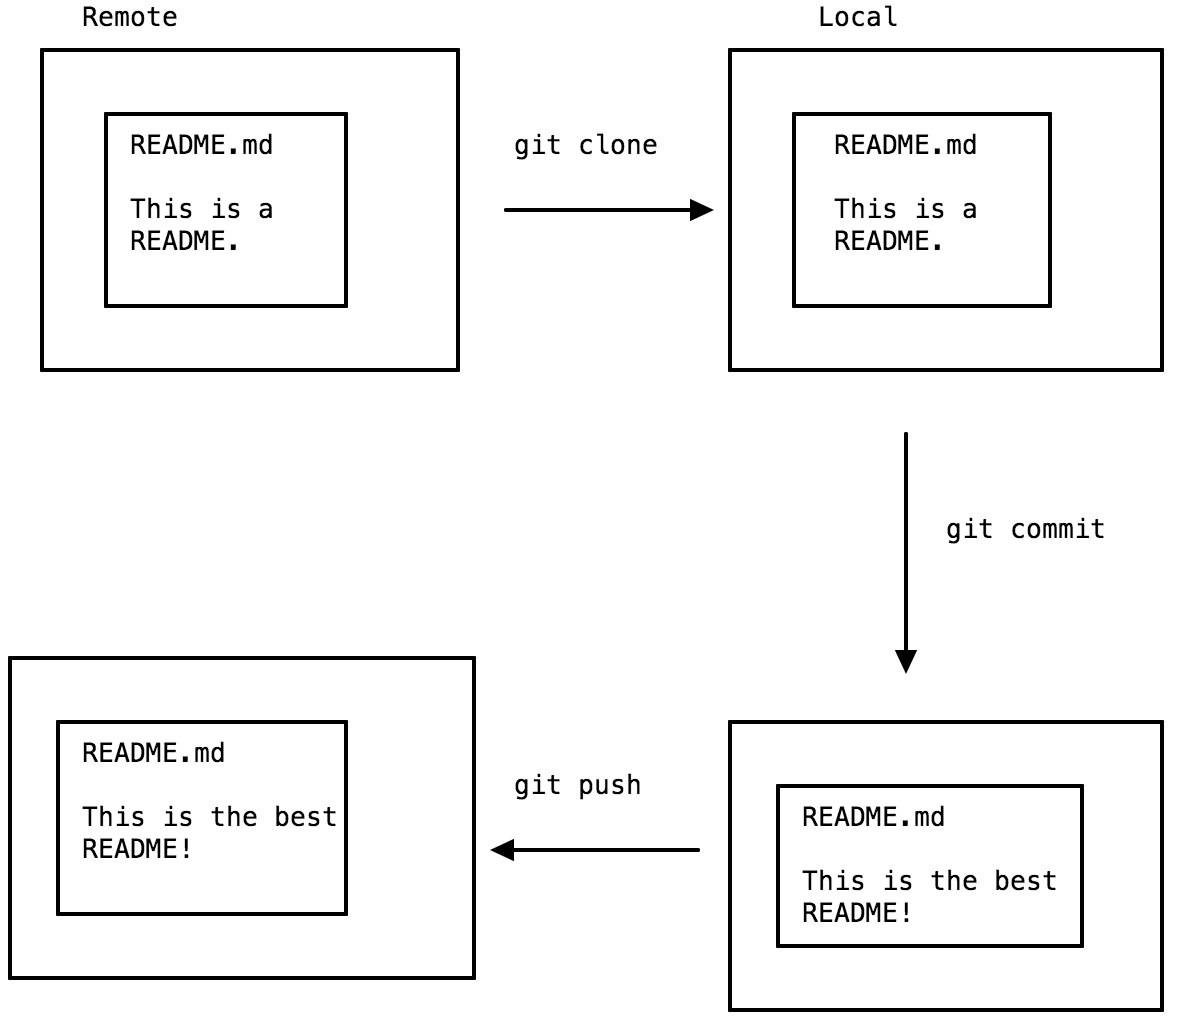 Remote
Local
README.md
This is a
README.
git clone
README.md
This is a
README.
git commit
README.md
This is the best
README!
git push
README.md
This is the best
README!